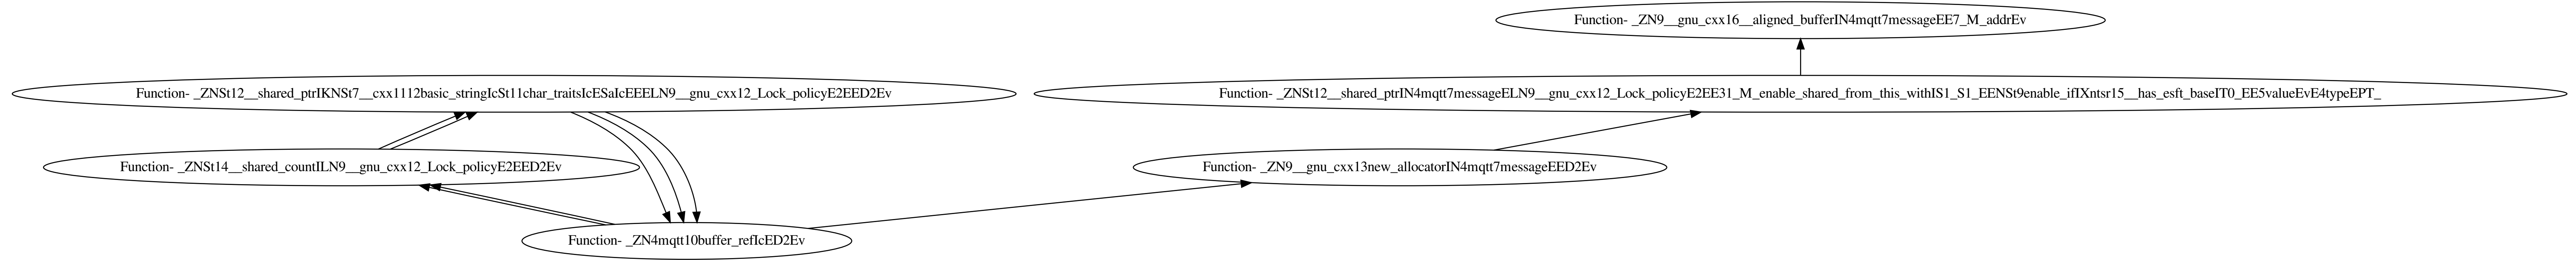 Function- _ZN9__gnu_cxx16__aligned_bufferIN4mqtt7messageEE7_M_addrEv
Function- _ZNSt12__shared_ptrIKNSt7__cxx1112basic_stringIcSt11char_traitsIcESaIcEEELN9__gnu_cxx12_Lock_policyE2EED2Ev
Function- _ZNSt12__shared_ptrIN4mqtt7messageELN9__gnu_cxx12_Lock_policyE2EE31_M_enable_shared_from_this_withIS1_S1_EENSt9enable_ifIXntsr15__has_esft_baseIT0_EE5valueEvE4typeEPT_
Function- _ZNSt14__shared_countILN9__gnu_cxx12_Lock_policyE2EED2Ev
Function- _ZN9__gnu_cxx13new_allocatorIN4mqtt7messageEED2Ev
Function- _ZN4mqtt10buffer_refIcED2Ev